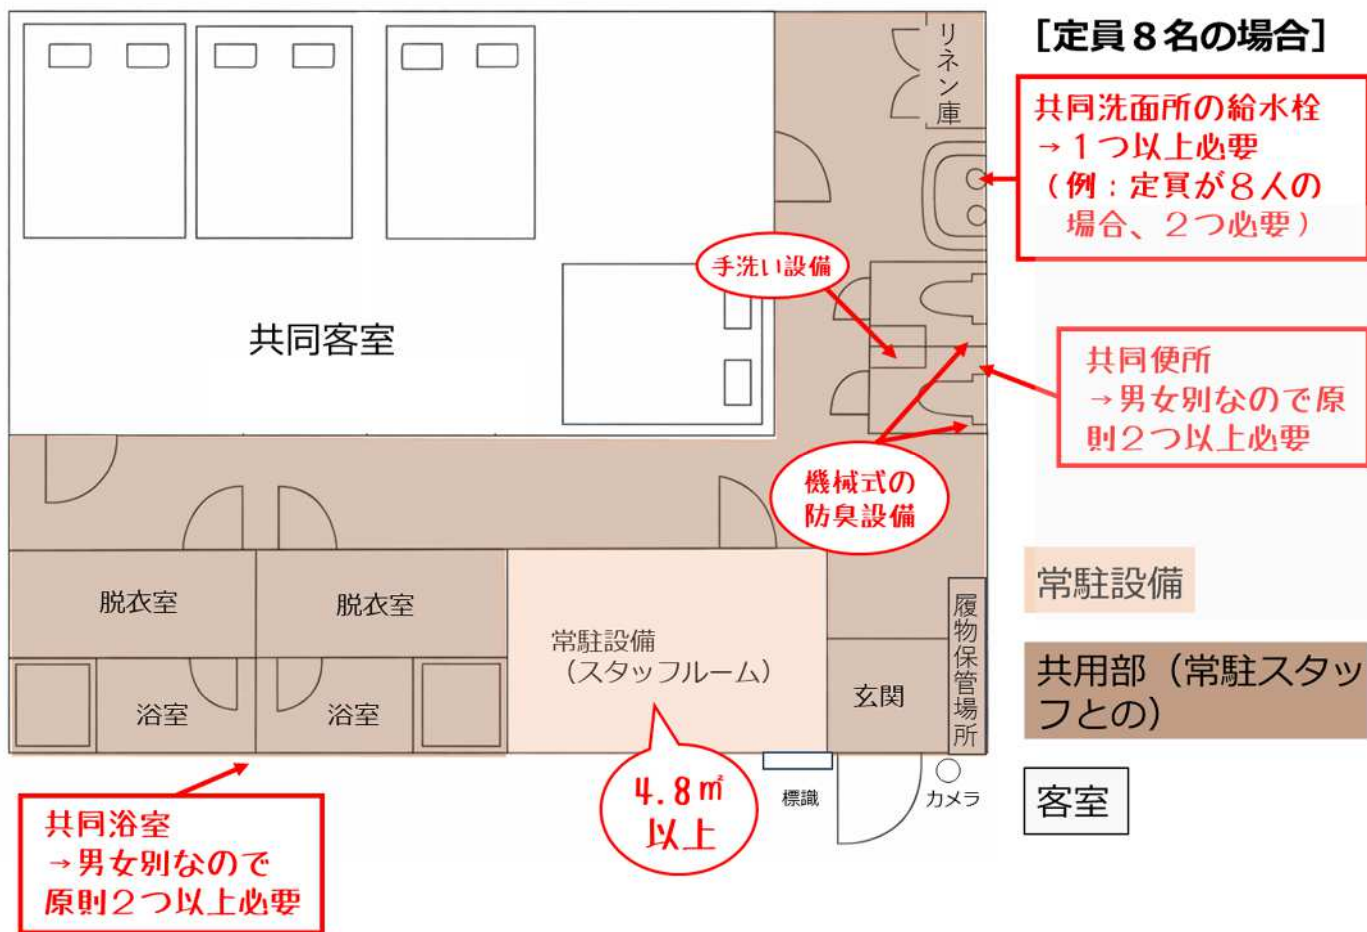 [定員８名の場合]
リネン庫
共同洗面所の給水栓
→１つ以上必要
（例：定員が８人の
場合、２つ必要）
手洗い設備
共同客室
共同便所
→男女別なので原
則２つ以上必要
機械式の
防臭設備
常駐設備
脱衣室
脱衣室
常駐設備
（スタッフルーム）
履物保管場所
共用部（常駐スタッ
フとの）
浴室
浴室
玄関
4.8㎡
以上
標識
カメラ
客室
共同浴室
→男女別なので
原則２つ以上必要